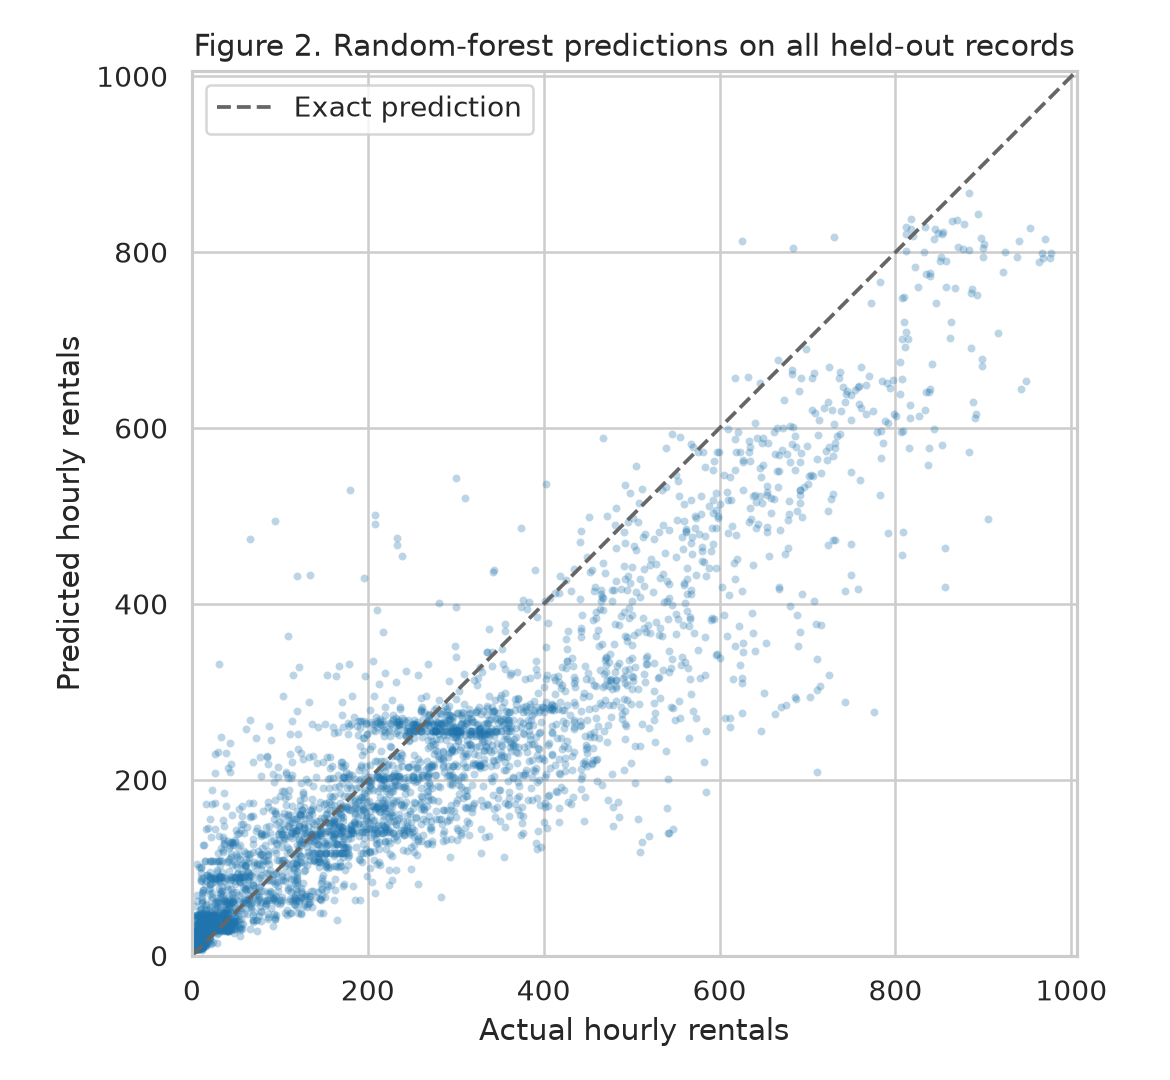 Figure 2. Random-forest predictions on all held-out records
Exact prediction
Predicted hourly rentals
1000
800
600
400
200
0
0 200 400 600 800 1000
Actual hourly rentals